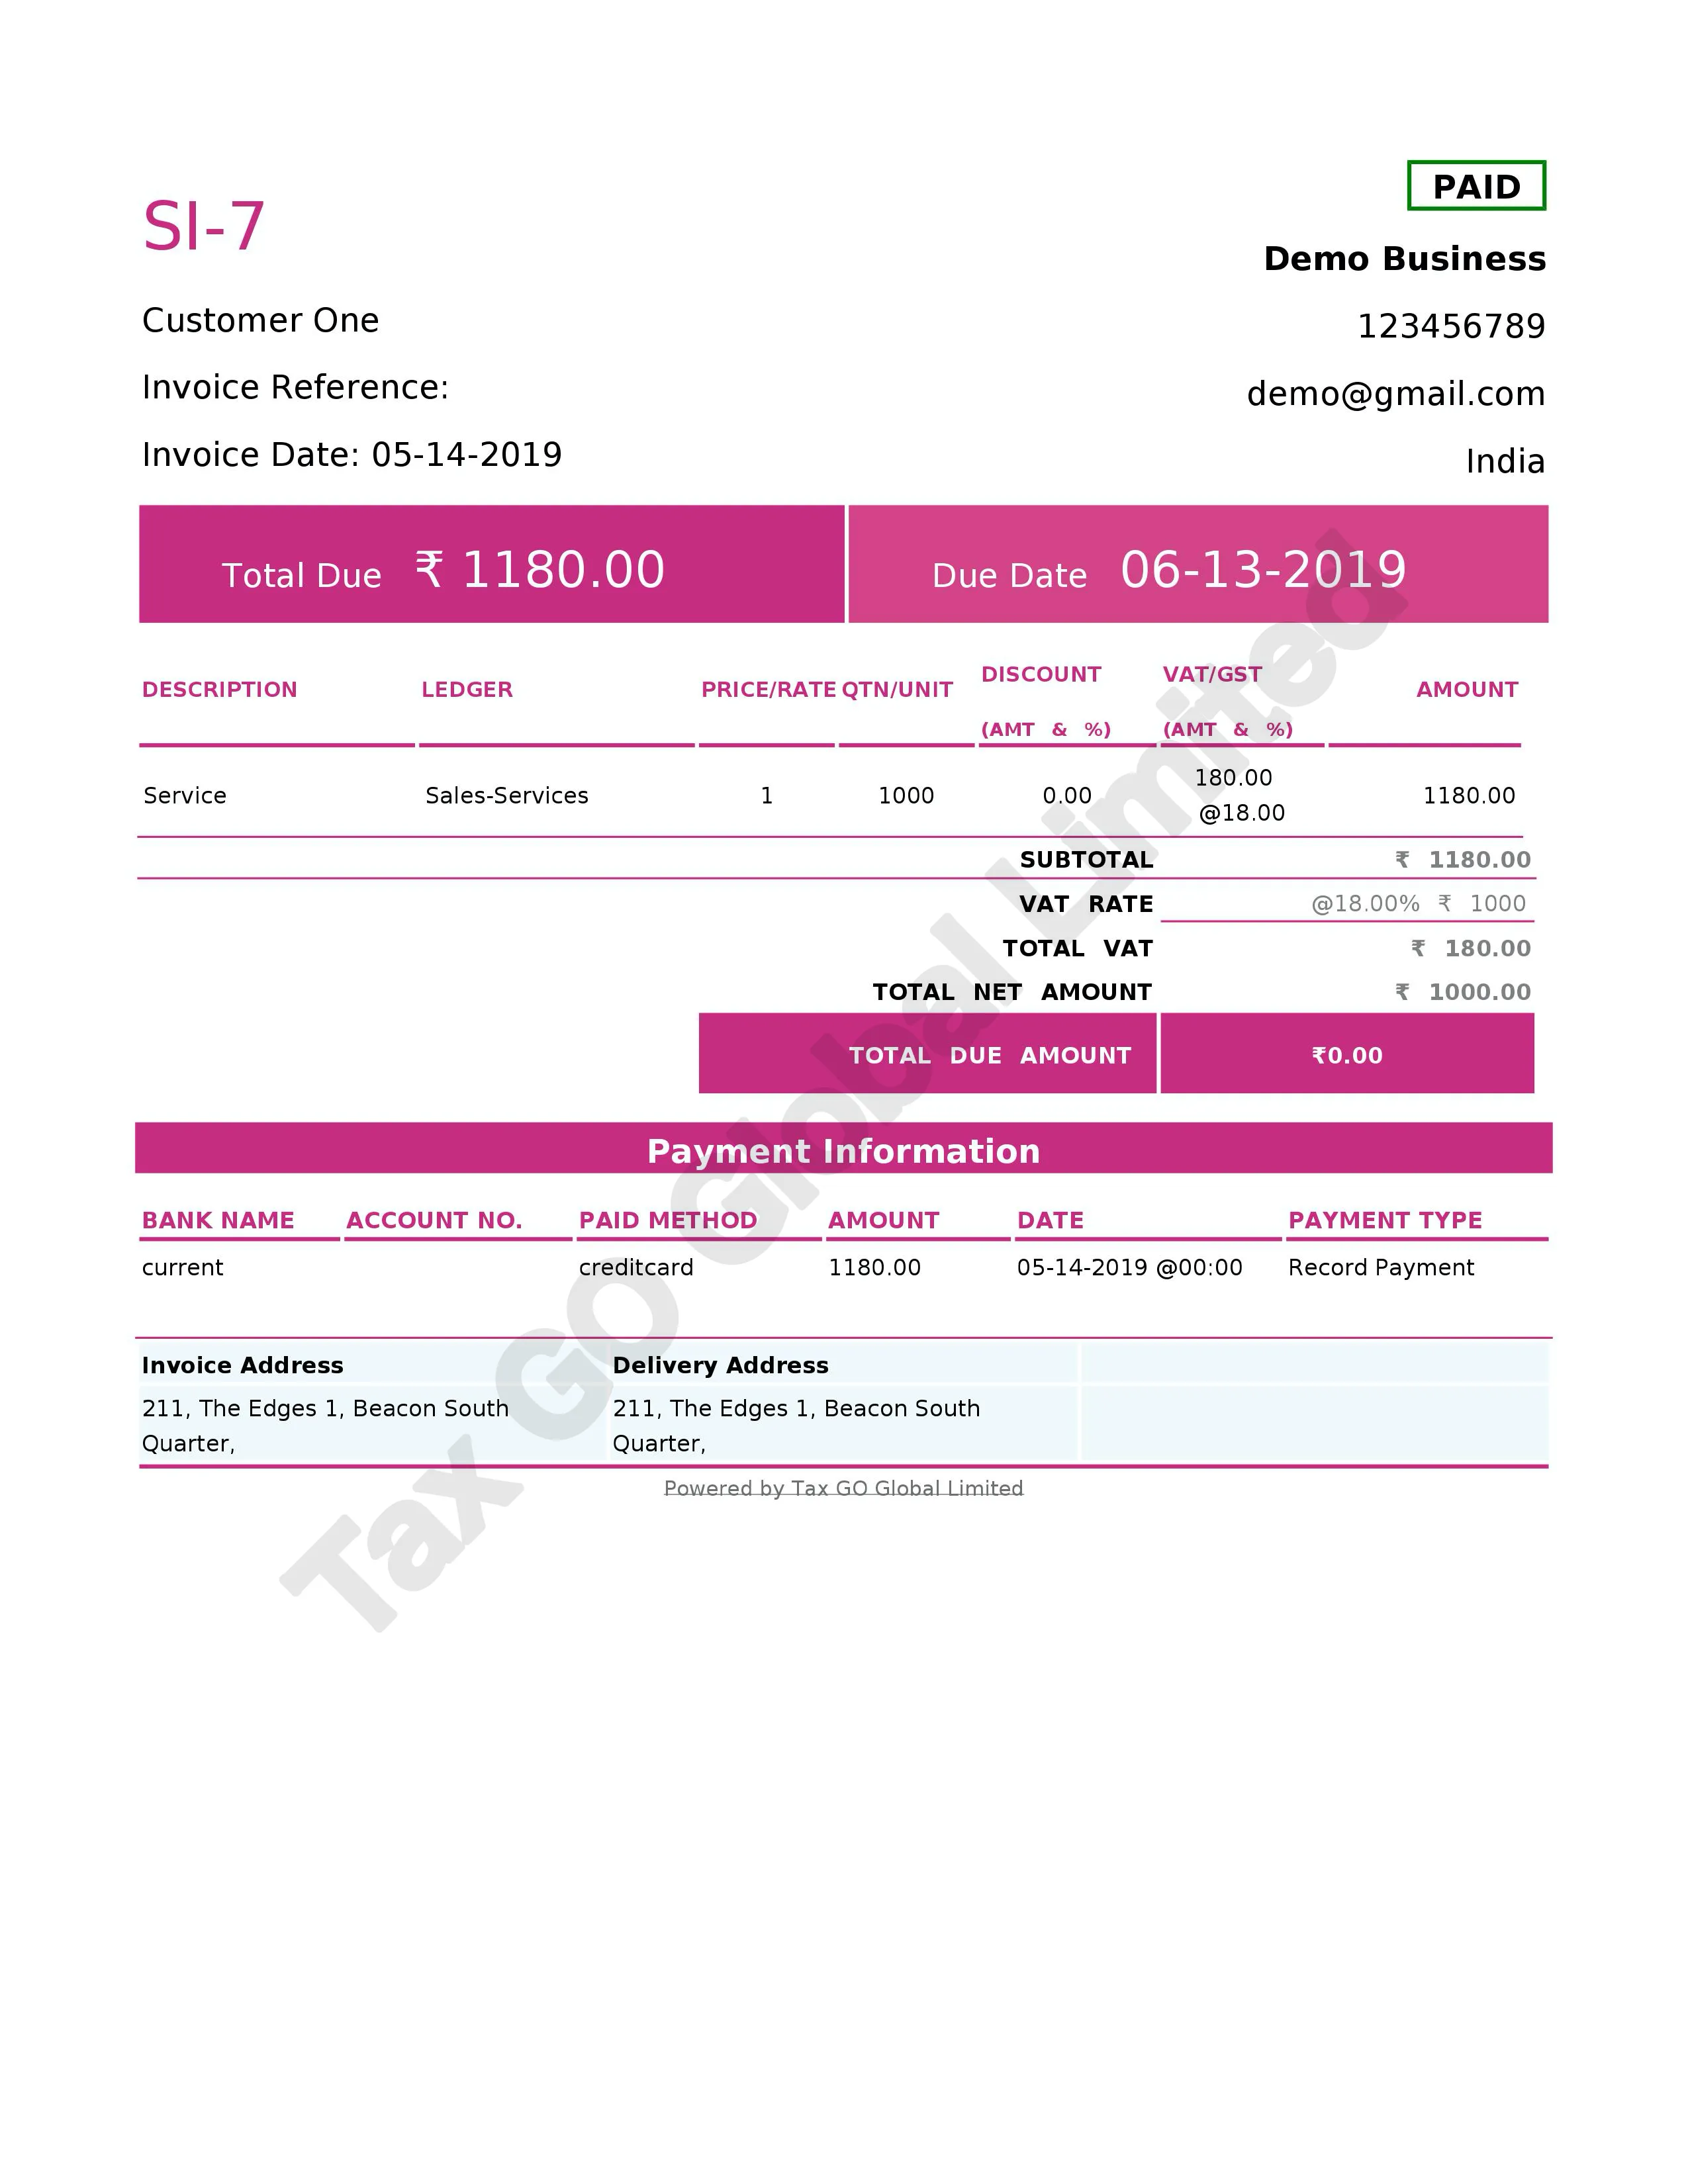 PAID
SI-7
Demo Business
Customer One
123456789
Invoice Reference:
demo@gmail.com
Invoice Date: 05-14-2019
India
Total Due ₹ 1180.00 Due Date 06-13-2019
DESCRIPTION LEDGER PRICE/RATE QTN/UNIT DISCOUNT (AMT & %) VAT/GST (AMT & %) AMOUNT
Service Sales-Services 1 1000 0.00 180.00 @18.00 1180.00
SUBTOTAL ₹ 1180.00
VAT RATE @18.00% ₹ 1000
TOTAL VAT ₹ 180.00
TOTAL NET AMOUNT ₹ 1000.00
TOTAL DUE AMOUNT ₹0.00
Payment Information
BANK NAME ACCOUNT NO. PAID METHOD AMOUNT DATE PAYMENT TYPE
current creditcard 1180.00 05-14-2019 @00:00 Record Payment
Invoice Address Delivery Address
211, The Edges 1, Beacon South 211, The Edges 1, Beacon South
Quarter, Quarter,
Powered by Tax GO Global Limited
Tax GO Global Limited